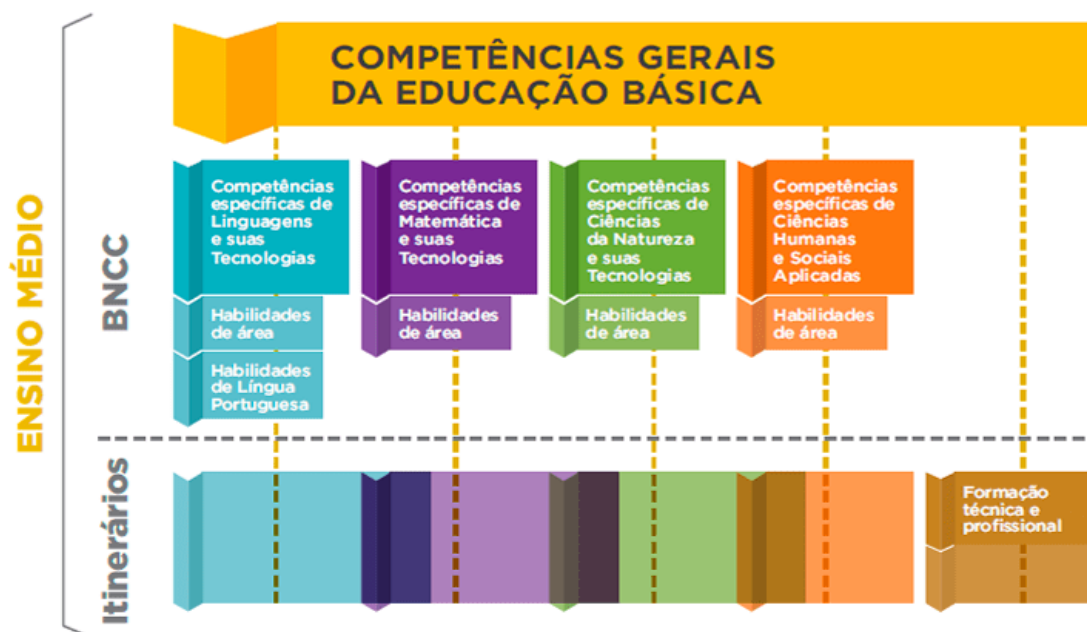 ENSINO MÉDIO
BNCC
COMPETÊNCIAS GERAIS
DA EDUCAÇÃO BÁSICA
Competências
específicas de
Linguagens
e suas
Tecnologias
Habilidades
de área
Habilidades
de Língua
Portuguesa
Competências
específicas de
Matemática
e suas
Tecnologias
Habilidades
de área
Competências
específicas de
Ciências
da Natureza
e suas
Tecnologias
Habilidades
de área
Competências
específicas de
Ciências
Humanas
e Sociais
Aplicadas
Habilidades
de área
Itinerários
Formação
técnica e
profissional